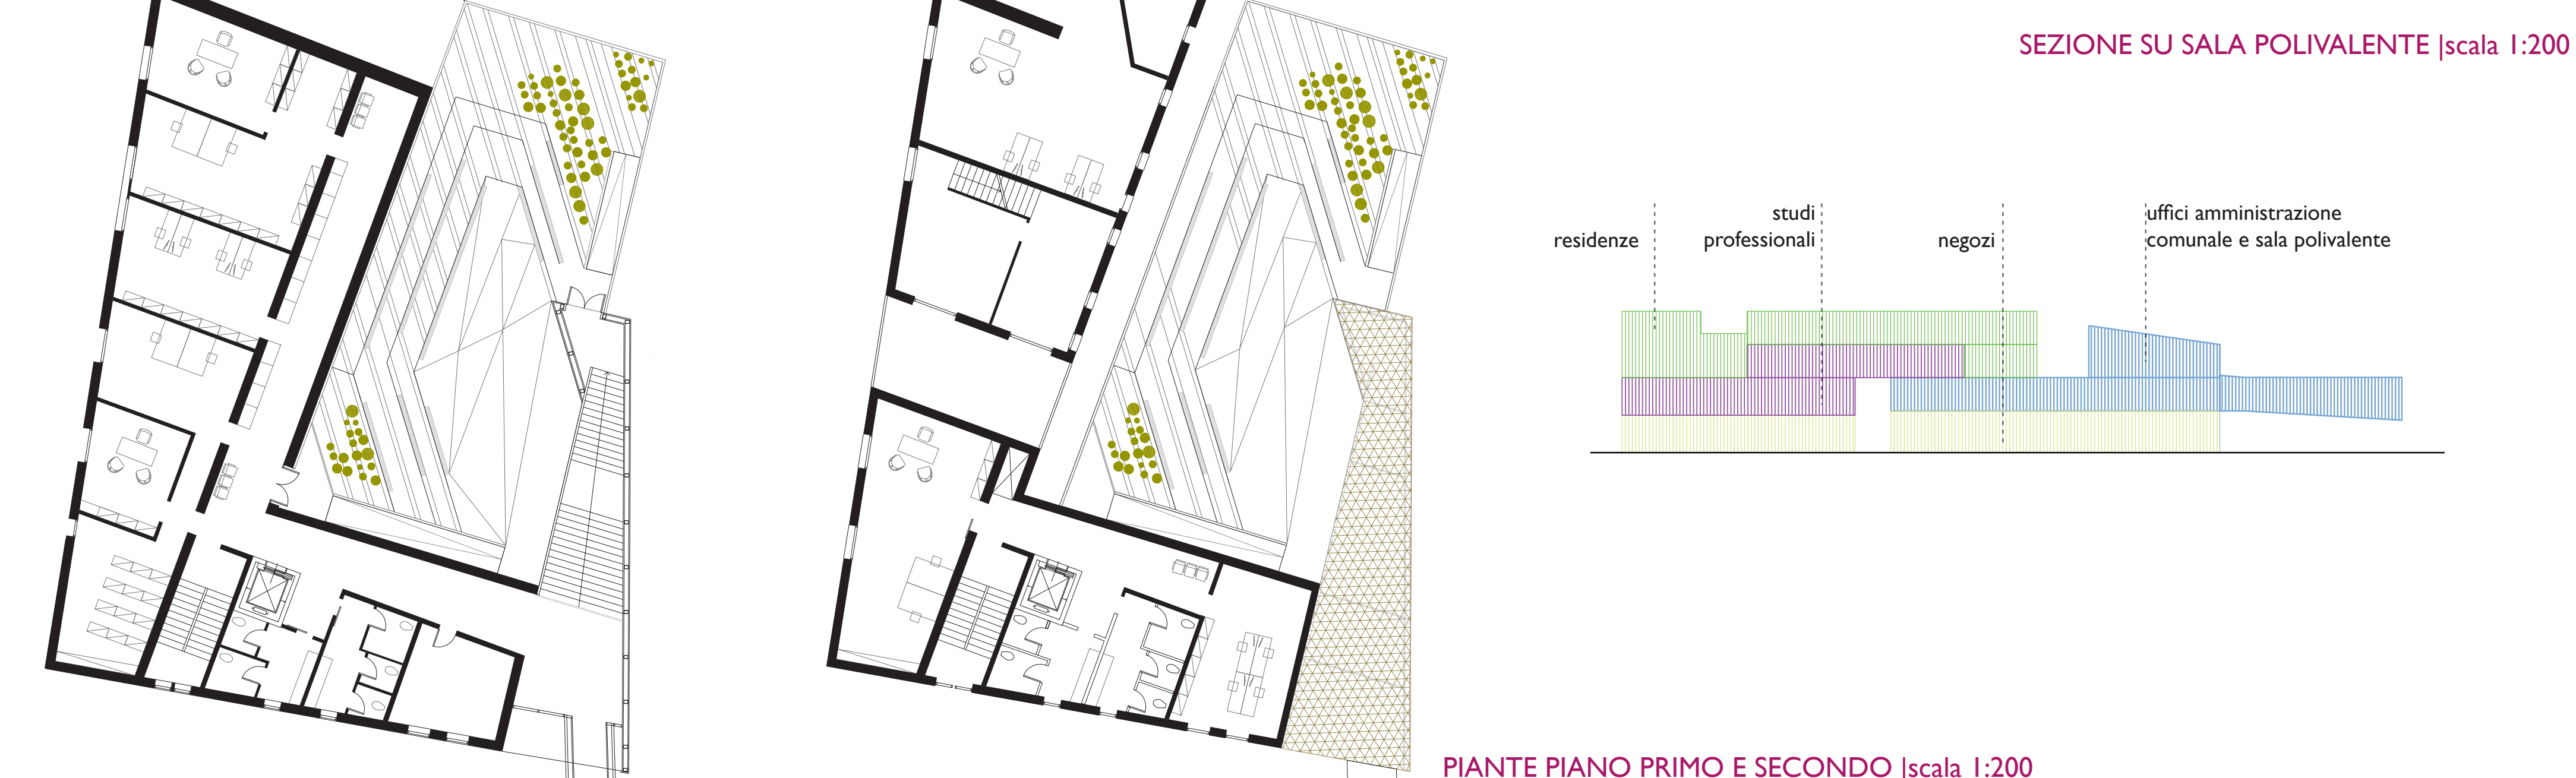 SEZIONE SU SALA POLIVALENTE |scala 1:200
residenze
studi
professionali
negozi
uffici amministrazione
comunale e sala polivalente
PIANTE PIANO PRIMO E SECONDO |scala 1:200